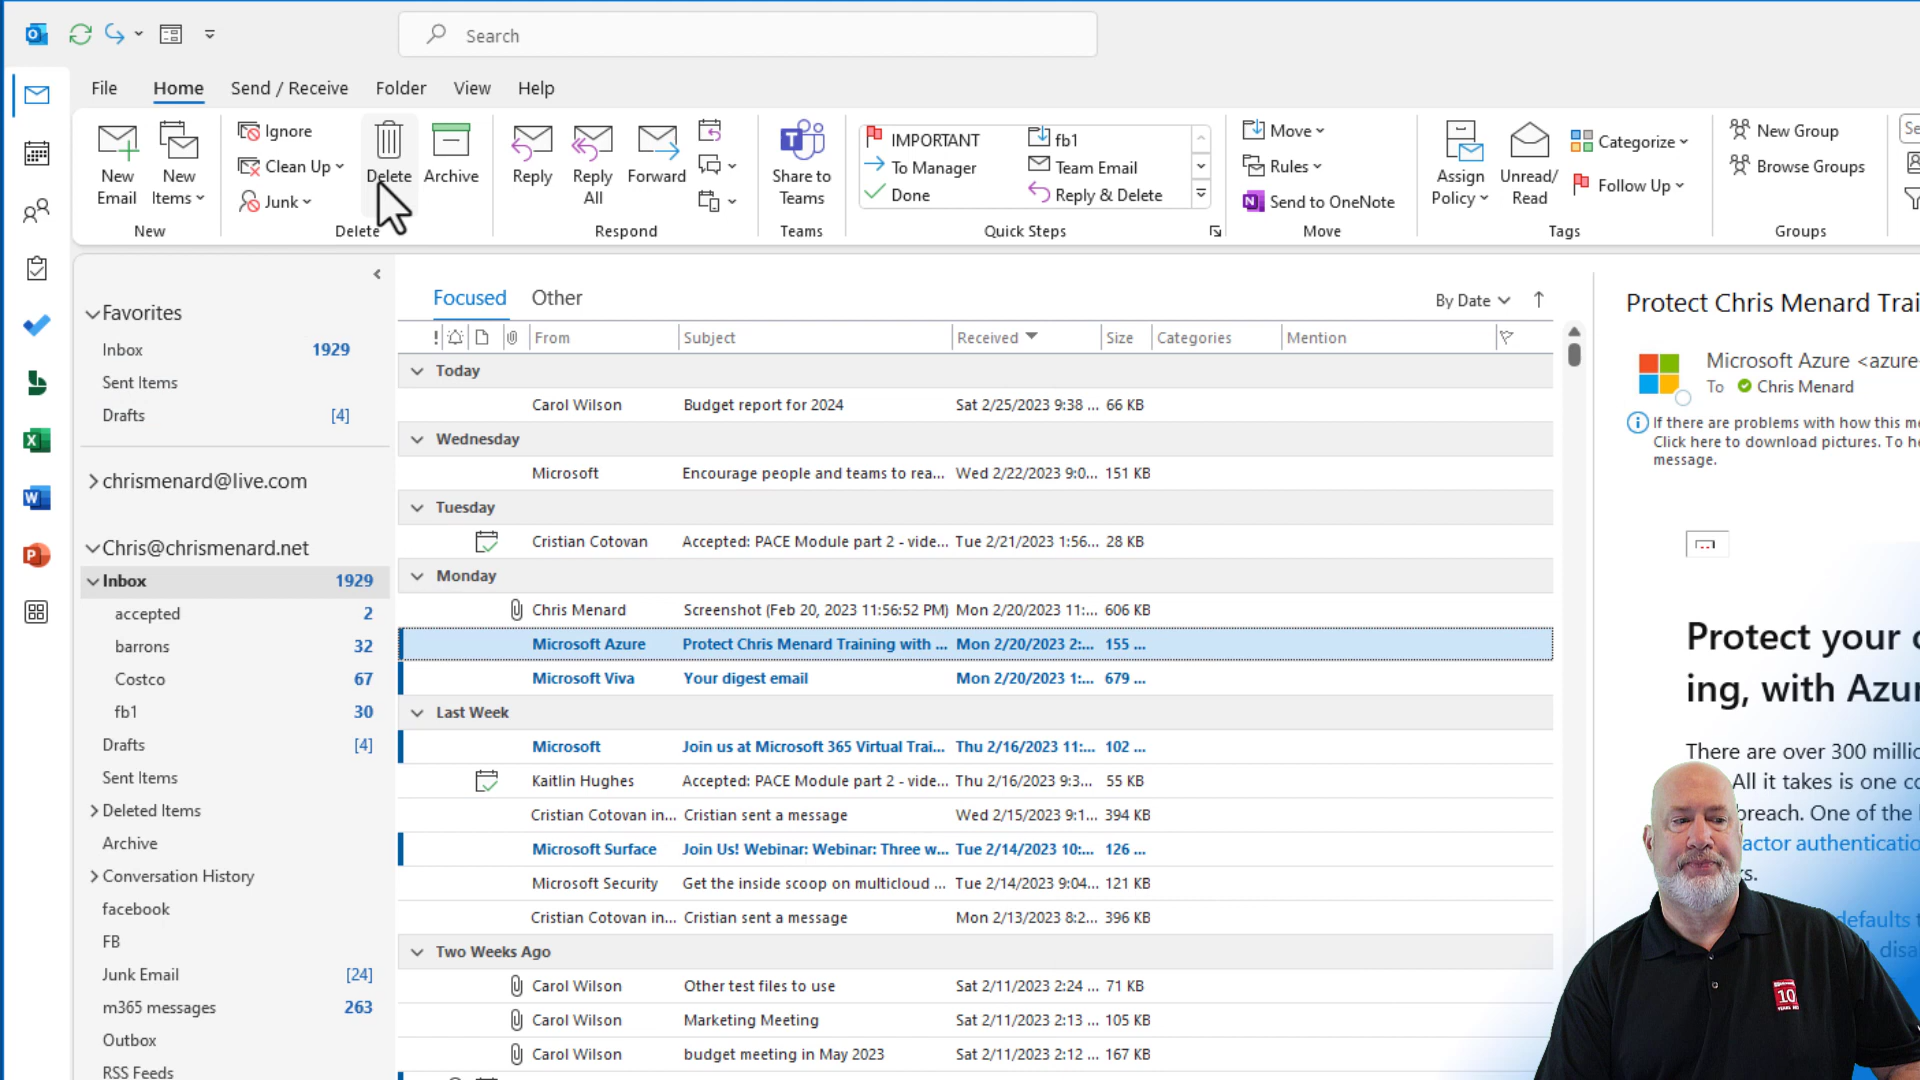 Search
File Home Send / Receive Folder View Help
New Email
New Items
New
Ignore
Clean Up
Junk
Delete
Archive
Delete
Reply
Reply All
Forward
Respond
Share to Teams
Teams
IMPORTANT
To Manager
Done
fb1
Team Email
Reply & Delete
Quick Steps
Move
Rules
Send to OneNote
Move
Assign Policy
Unread/ Read
Categorize
Follow Up
Tags
New Group
Browse Groups
Groups
Se
Favorites
Inbox 1929
Sent Items
Drafts [4]
chrismenard@live.com
Chris@chrismenard.net
Inbox 1929
accepted 2
barrons 32
Costco 67
fb1 30
Drafts [4]
Sent Items
Deleted Items
Archive
Conversation History
facebook
FB
Junk Email [24]
m365 messages 263
Outbox
RSS Feeds
Focused Other By Date
From Subject Received Size Categories Mention
Today
Carol Wilson Budget report for 2024 Sat 2/25/2023 9:38 ... 66 KB
Wednesday
Microsoft Encourage people and teams to rea... Wed 2/22/2023 9:0... 151 KB
Tuesday
Cristian Cotovan Accepted: PACE Module part 2 - vide... Tue 2/21/2023 1:56... 28 KB
Monday
Chris Menard Screenshot (Feb 20, 2023 11:56:52 PM) Mon 2/20/2023 11:... 606 KB
Microsoft Azure Protect Chris Menard Training with ... Mon 2/20/2023 2:... 155 ...
Microsoft Viva Your digest email Mon 2/20/2023 1:... 679 ...
Last Week
Microsoft Join us at Microsoft 365 Virtual Trai... Thu 2/16/2023 11:... 102 ...
Kaitlin Hughes Accepted: PACE Module part 2 - vide... Thu 2/16/2023 9:3... 55 KB
Cristian Cotovan in... Cristian sent a message Wed 2/15/2023 9:1... 394 KB
Microsoft Surface Join Us! Webinar: Webinar: Three w... Tue 2/14/2023 10:... 126 ...
Microsoft Security Get the inside scoop on multicloud ... Tue 2/14/2023 9:04... 121 KB
Cristian Cotovan in... Cristian sent a message Mon 2/13/2023 8:2... 396 KB
Two Weeks Ago
Carol Wilson Other test files to use Sat 2/11/2023 2:24 ... 71 KB
Carol Wilson Marketing Meeting Sat 2/11/2023 2:13 ... 105 KB
Carol Wilson budget meeting in May 2023 Sat 2/11/2023 2:12 ... 167 KB
Protect Chris Menard Trai
Microsoft Azure <azure
To Chris Menard
If there are problems with how this me
Click here to download pictures. To he
message.
Protect your
ing, with Azur
There are over 300 millio
All it takes is one co
breach. One of the
actor authenticatio
ks.
defaults t
disa
10